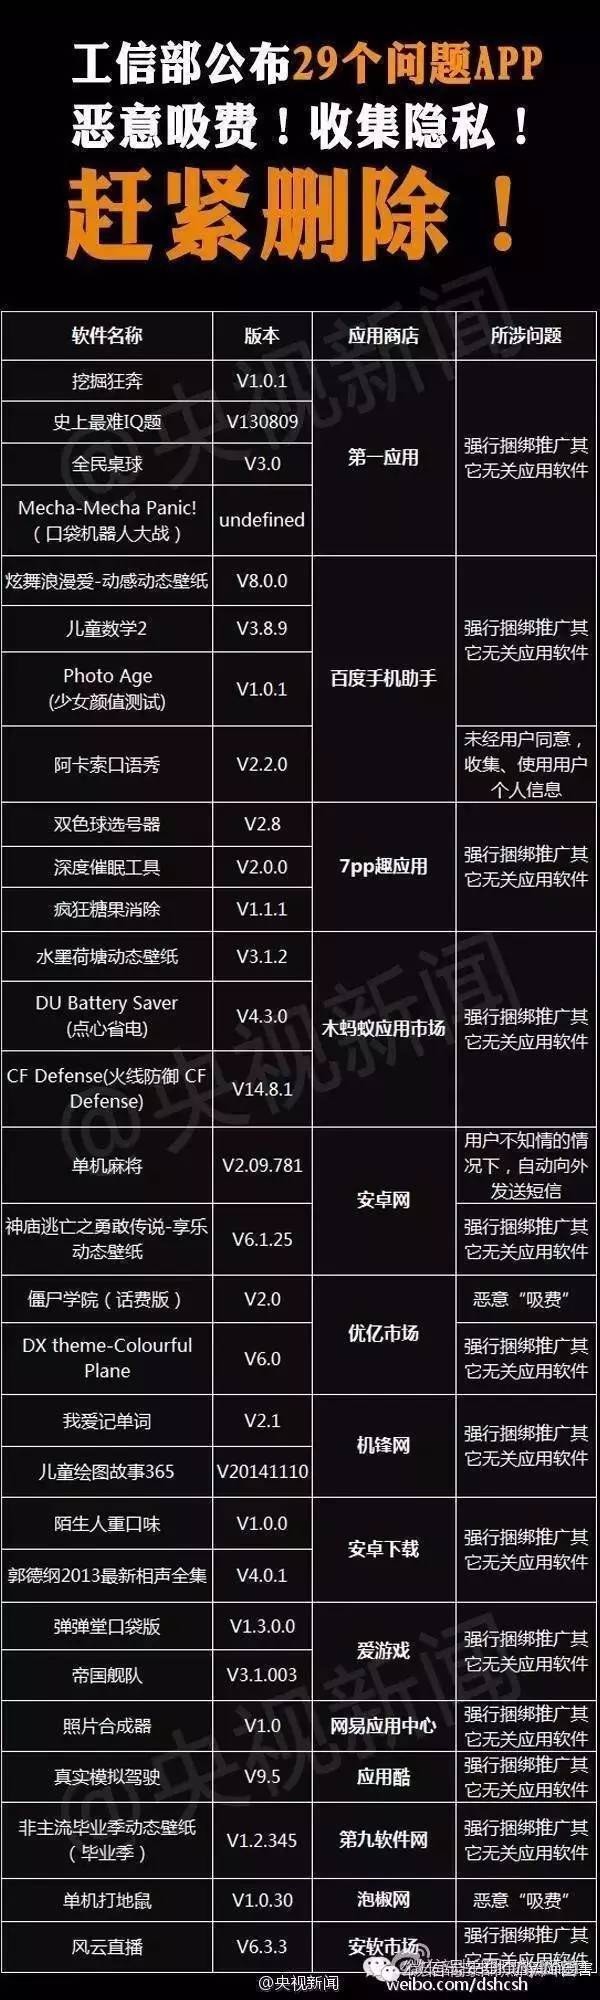 工信部公布29个问题APP
恶意吸费！收集隐私！
赶紧删除！
软件名称 版本 应用商店 所涉问题
挖掘狂奔 V1.0.1
史上最难IQ题 V130809
全民桌球 V3.0
第一应用
强行捆绑推广其
它无关应用软件
Mecha-Mecha Panic!
（口袋机器人大战） undefined
炫舞浪漫爱-动感动态壁纸 V8.0.0
儿童数学2 V3.8.9
强行捆绑推广其
它无关应用软件
Photo Age
(少女颜值测试) V1.0.1
百度手机助手
阿卡索口语秀 V2.2.0
未经用户同意，
收集、使用用户
个人信息
双色球选号器 V2.8
深度催眠工具 V2.0.0
疯狂糖果消除 V1.1.1
7pp趣应用
强行捆绑推广其
它无关应用软件
水墨荷塘动态壁纸 V3.1.2
DU Battery Saver
(点心省电) V4.3.0
木蚂蚁应用市场
强行捆绑推广其
它无关应用软件
CF Defense(火线防御 CF
Defense) V14.8.1
单机麻将 V2.09.781
用户不知情的情
况下，自动向外
发送短信
安卓网
神庙逃亡之勇敢传说-享乐
动态壁纸 V6.1.25
强行捆绑推广其
它无关应用软件
僵尸学院（话费版） V2.0
恶意“吸费”
优亿市场
DX theme-Colourful
Plane V6.0
强行捆绑推广其
它无关应用软件
我爱记单词 V2.1
儿童绘图故事365 V20141110
机锋网
强行捆绑推广其
它无关应用软件
陌生人重口味 V1.0.0
郭德纲2013最新相声全集 V4.0.1
安卓下载
强行捆绑推广其
它无关应用软件
弹弹堂口袋版 V1.3.0.0
帝国舰队 V3.1.003
爱游戏
强行捆绑推广其
它无关应用软件
照片合成器 V1.0 网易应用中心
强行捆绑推广其
它无关应用软件
真实模拟驾驶 V9.5 应用酷
强行捆绑推广其
它无关应用软件
非主流毕业季动态壁纸
（毕业季） V1.2.345 第九软件网
强行捆绑推广其
它无关应用软件
单机打地鼠 V1.0.30 泡椒网 恶意“吸费”
风云直播 V6.3.3 安软市场
强行捆绑推广其
它无关应用软件
@央视新闻
weibo.com/dshcsh
@央视新闻
@央视新闻
@央视新闻